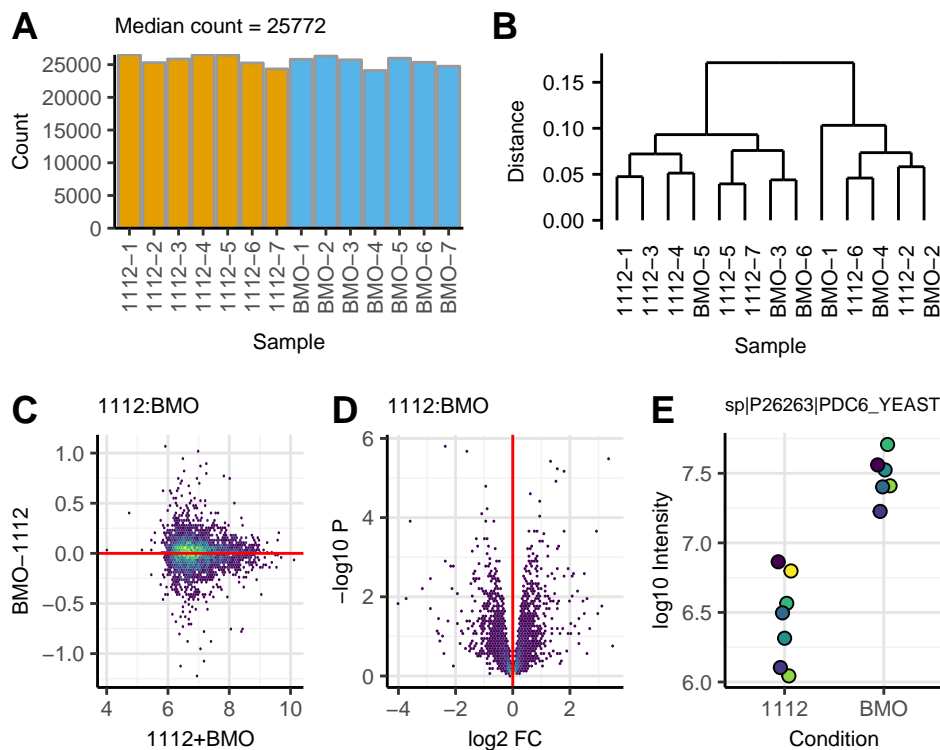 A
Median count = 25772
Count
25000
20000
15000
10000
5000
0
1112−1
1112−2
1112−3
1112−4
1112−5
1112−6
1112−7
BMO−1
BMO−2
BMO−3
BMO−4
BMO−5
BMO−6
BMO−7
Sample
B
Distance
0.15
0.10
0.05
0.00
1112−1
1112−3
1112−4
BMO−5
1112−5
1112−7
BMO−3
BMO−6
BMO−1
1112−6
BMO−4
1112−2
BMO−2
Sample
C
1112:BMO
BMO−1112
1.0
0.5
0.0
−0.5
−1.0
4 6 8 10
1112+BMO
D
1112:BMO
−log10 P
6
4
2
0
−4 −2 0 2
log2 FC
E
sp|P26263|PDC6_YEAST
log10 Intensity
7.5
7.0
6.5
6.0
1112 BMO
Condition